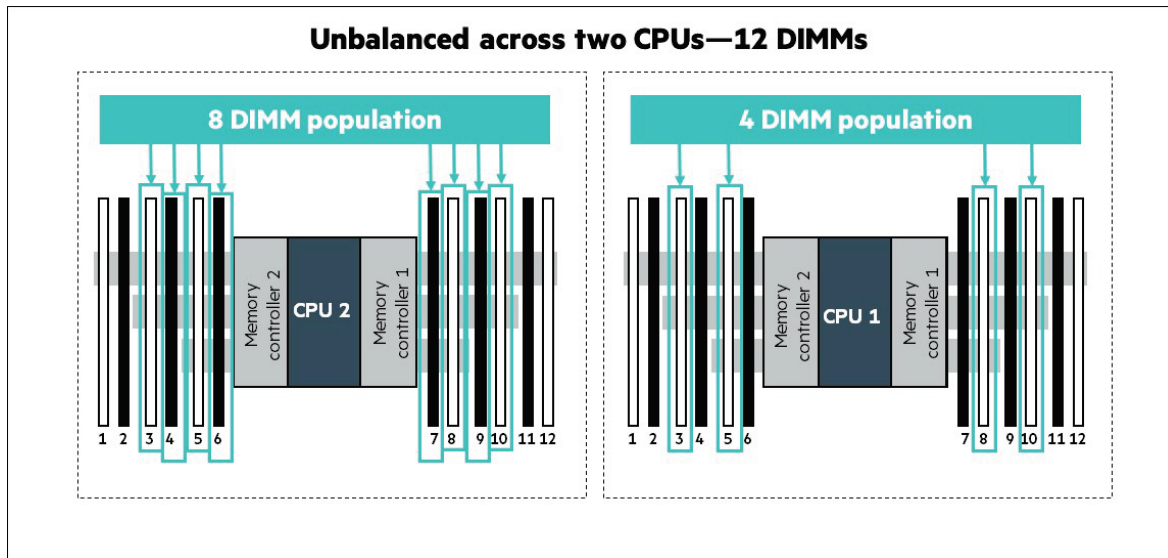 Unbalanced across two CPUs—12 DIMMs
8 DIMM population
Memory
controller 2
CPU 2
Memory
controller 1
1 2 3 4 5 6 7 8 9 10 11 12
4 DIMM population
Memory
controller 2
CPU 1
Memory
controller 1
1 2 3 4 5 6 7 8 9 10 11 12